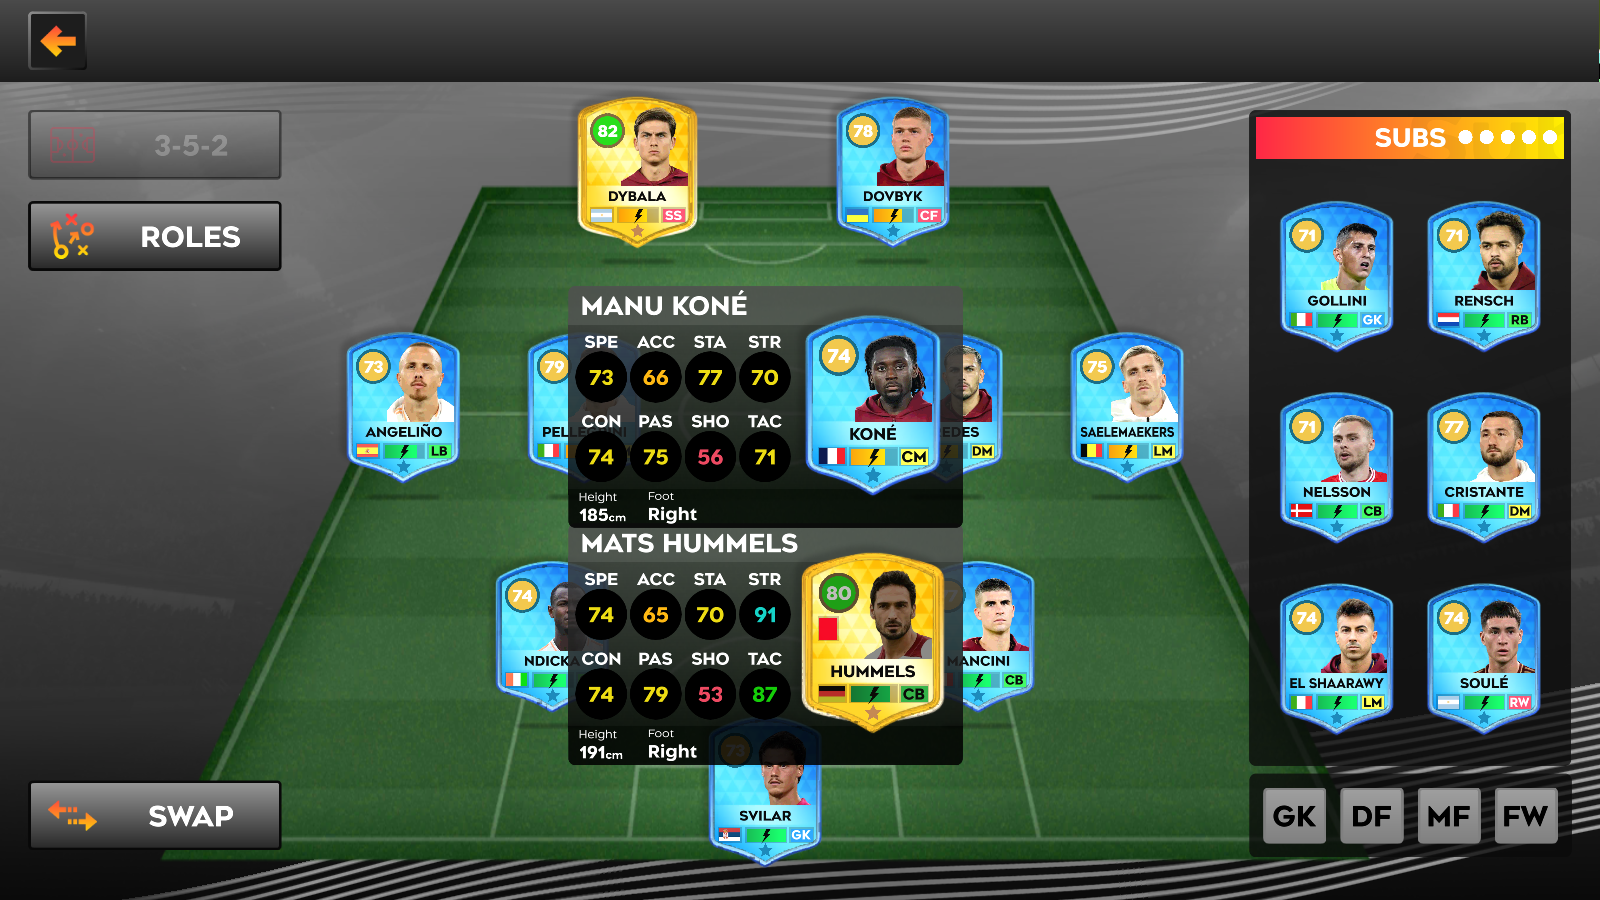 3-5-2
ROLES
SWAP
82
DYBALA
SS
78
DOVBYK
CF
73
ANGELIÑO
LB
79
PELLEGRINI
MANU KONÉ
SPE ACC STA STR
73 66 77 70
CON PAS SHO TAC
74 75 56 71
Height Foot
185cm Right
74
KONÉ
CM
EDES
DM
75
SAELEMAEKERS
LM
74
NDICKA
MATS HUMMELS
SPE ACC STA STR
74 65 70 91
CON PAS SHO TAC
74 79 53 87
Height Foot
191cm Right
80
HUMMELS
CB
MANCINI
CB
73
SVILAR
GK
SUBS
71
GOLLINI
GK
71
RENSCH
RB
71
NELSSON
CB
77
CRISTANTE
DM
74
EL SHAARAWY
LM
74
SOULÉ
RW
GK DF MF FW